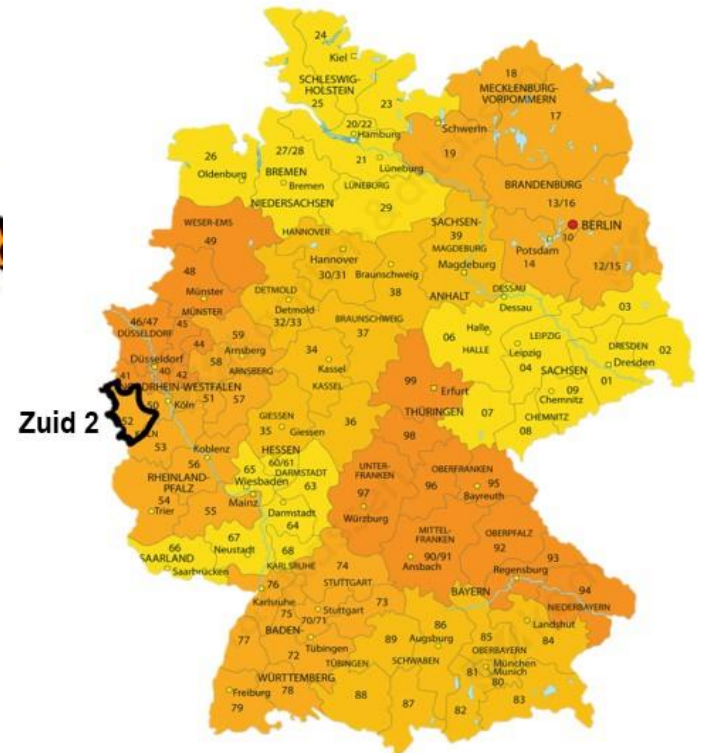 24
Kiel
SCHLESWIG-
HOLSTEIN
25
23
18
MECKLENBURG-
VORPOMMERN
17
20/22
Hamburg
Schwerin
19
26
Oldenburg
27/28
BREMEN
Bremen
21
Lüneburg
LÜNEBURG
NIEDERSACHSEN
29
BRANDENBURG
13/16
WESER-EMS
49
HANNOVER
Hannover
30/31
Braunschweig
38
SACHSEN-
39
MAGDEBURG
Magdeburg
ANHALT
BERLIN
10
Potsdam
14
12/15
48
Münster
MÜNSTER
DETMOLD
Detmold
32/33
BRAUNSCHWEIG
37
DESSAU
Dessau
03
46/47
DÜSSELDORF
45
44
59
Arnsberg
58
ARNSBERG
34
Kassel
KASSEL
06
Halle
HALLE
LEIPZIG
Leipzig
04
SACHSEN
DRESDEN
02
Dresden
01
Düsseldorf
40
41
42
NORDRHEIN-WESTFALEN
50
Köln
51
57
99
Erfurt
THÜRINGEN
07
09
Chemnitz
CHEMNITZ
08
Zuid 2
52
53
GIESSEN
35
Giessen
36
98
HESSEN
60/61
DARMSTADT
Koblenz
56
RHEINLAND-
PFALZ
65
Wiesbaden
63
Mainz
Darmstadt
64
UNTER-
FRANKEN
97
Würzburg
OBERFRANKEN
96
95
Bayreuth
54
Trier
55
66
SAARLAND
Saarbrücken
67
Neustadt
68
KARLSRUHE
MITTEL-
FRANKEN
90/91
Ansbach
OBERPFALZ
92
93
Regensburg
74
STUTTGART
76
Karlsruhe
75
70/71
Stuttgart
73
BAYERN
94
NIEDERBAYERN
Landshut
84
77
BADEN-
72
Tübingen
TÜBINGEN
WÜRTTEMBERG
78
Freiburg
79
86
89
Augsburg
SCHWABEN
85
OBERBAYERN
81
München
Munich
80
88
87
82
83